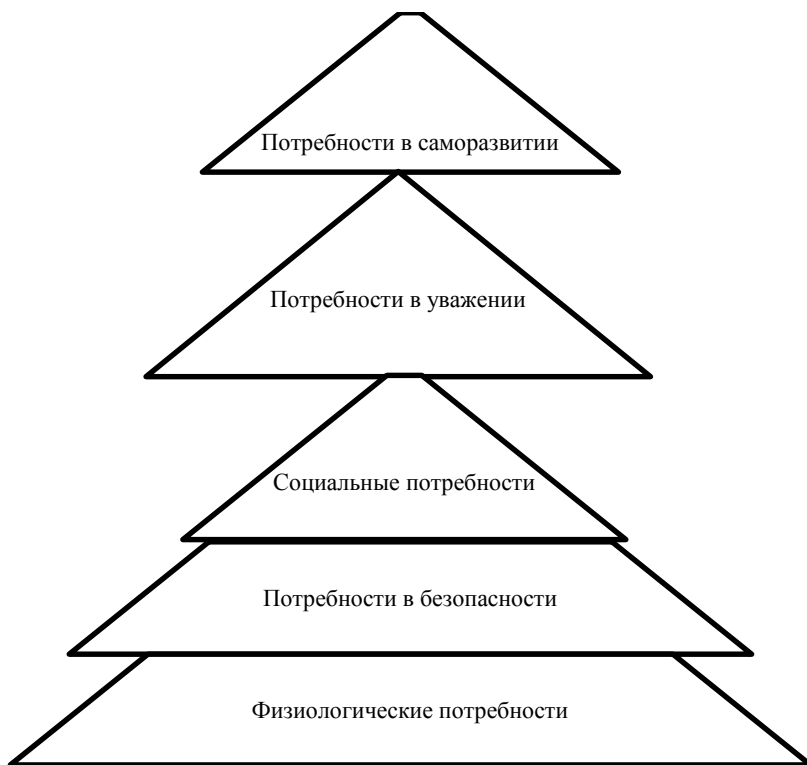 Потребности в саморазвитии
Потребности в уважении
Социальные потребности
Потребности в безопасности
Физиологические потребности